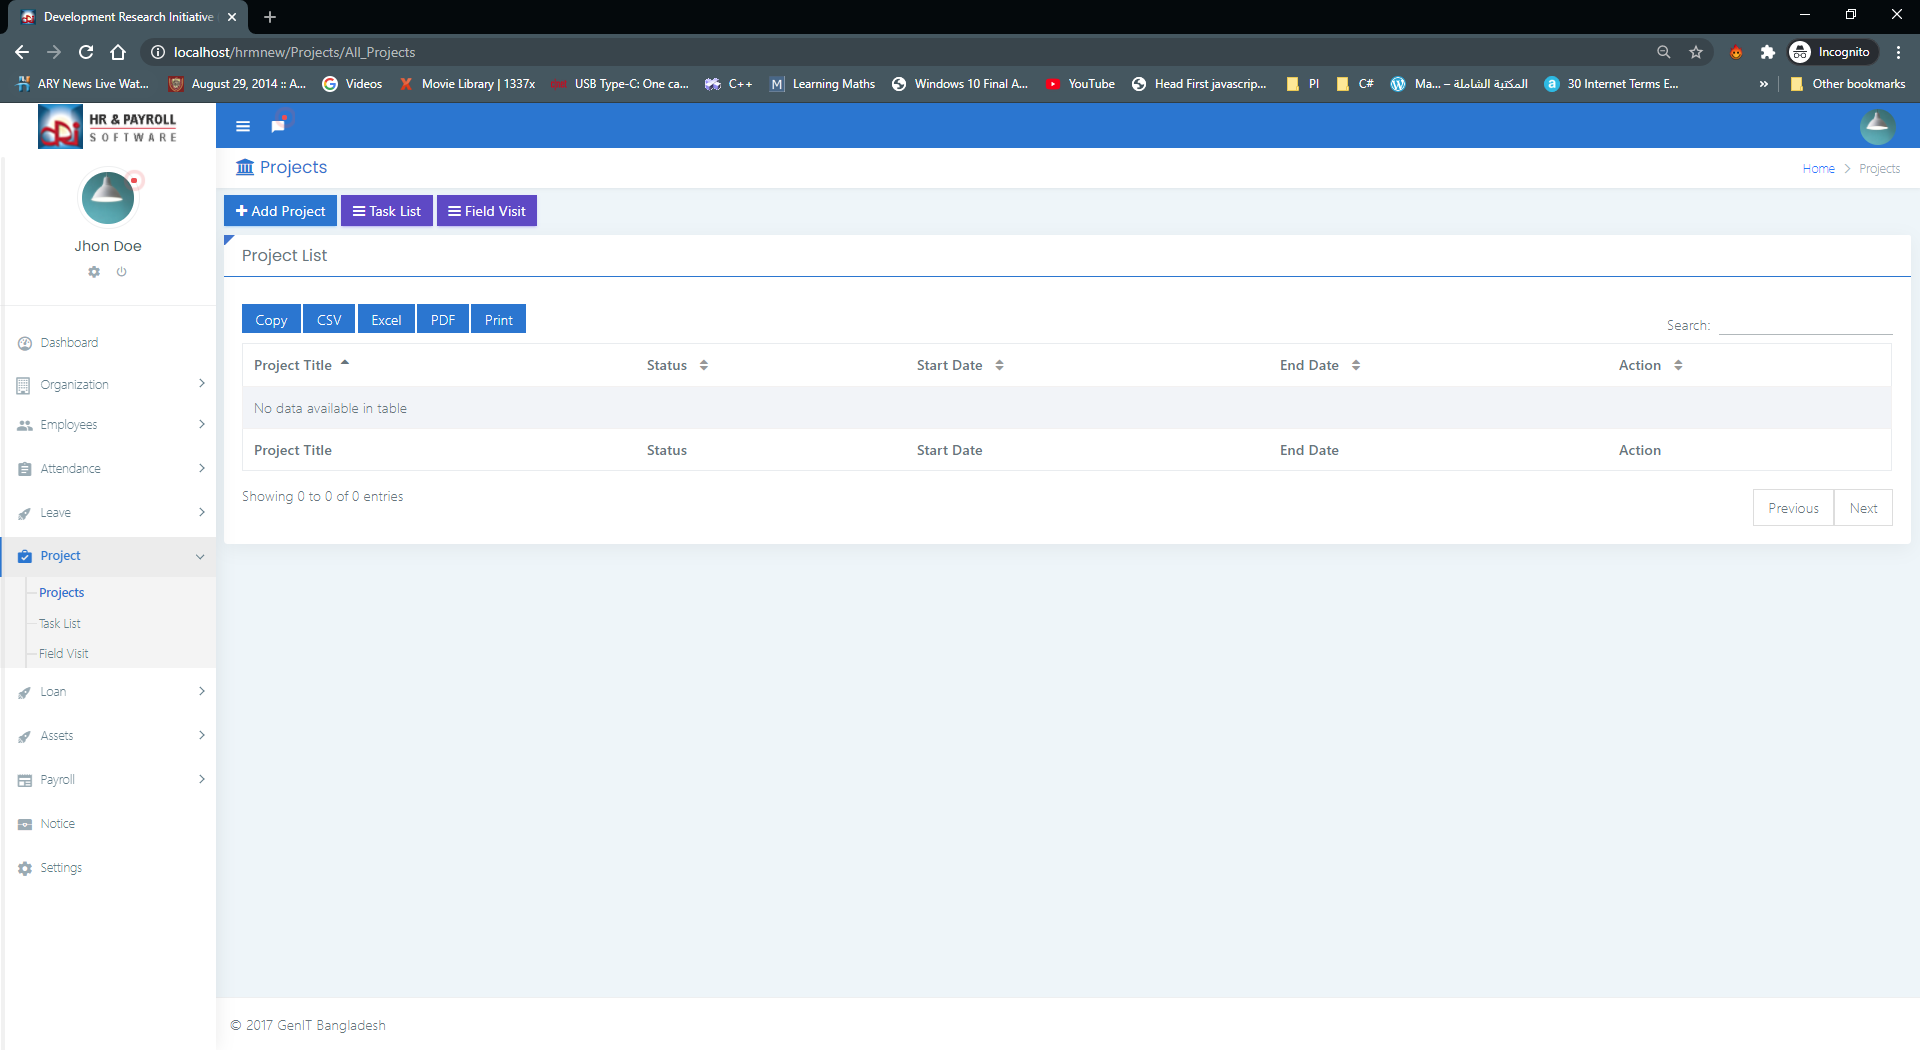 Development Research Initiative
localhost/hrmnew/Projects/All_Projects
Incognito
ARY News Live Wat...
August 29, 2014 :: A...
Videos
Movie Library | 1337x
USB Type-C: One ca...
C++
Learning Maths
Windows 10 Final A...
YouTube
Head First javascrip...
PI
C#
Ma... – المكتبة الشاملة
30 Internet Terms E...
»
Other bookmarks
HR & PAYROLL
SOFTWARE
Projects
Home > Projects
Jhon Doe
Add Project
Task List
Field Visit
Project List
Copy
CSV
Excel
PDF
Print
Search:
Project Title
Status
Start Date
End Date
Action
No data available in table
Project Title
Status
Start Date
End Date
Action
Showing 0 to 0 of 0 entries
Previous
Next
Dashboard
Organization
Employees
Attendance
Leave
Project
Projects
Task List
Field Visit
Loan
Assets
Payroll
Notice
Settings
© 2017 GenIT Bangladesh